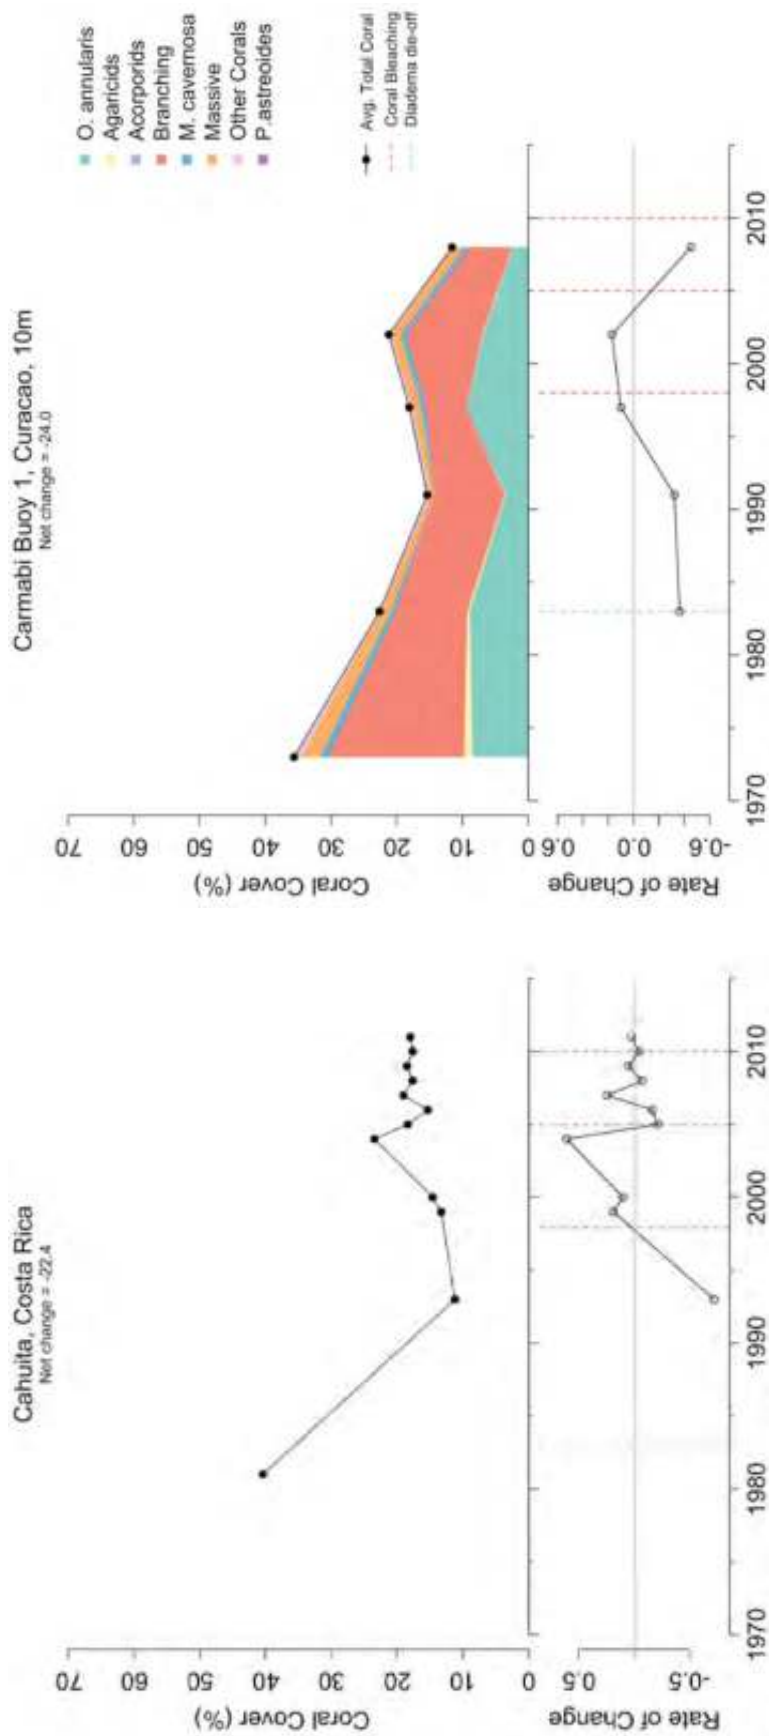 Cahuita, Costa Rica
Net change = -22.4
Coral Cover (%)
70
60
50
40
30
20
10
0
Rate of Change
0.5
-0.5
1970
1980
1990
2000
2010
Carmabi Buoy 1, Curacao, 10m
Net change = -24.0
Coral Cover (%)
70
60
50
40
30
20
10
0
Rate of Change
0.6
0.0
-0.6
1970
1980
1990
2000
2010
O. annularis
Agaricids
Acorporids
Branching
M. cavernosa
Massive
Other Corals
P.astreoides
Avg. Total Coral
Coral Bleaching
Diadema die-off